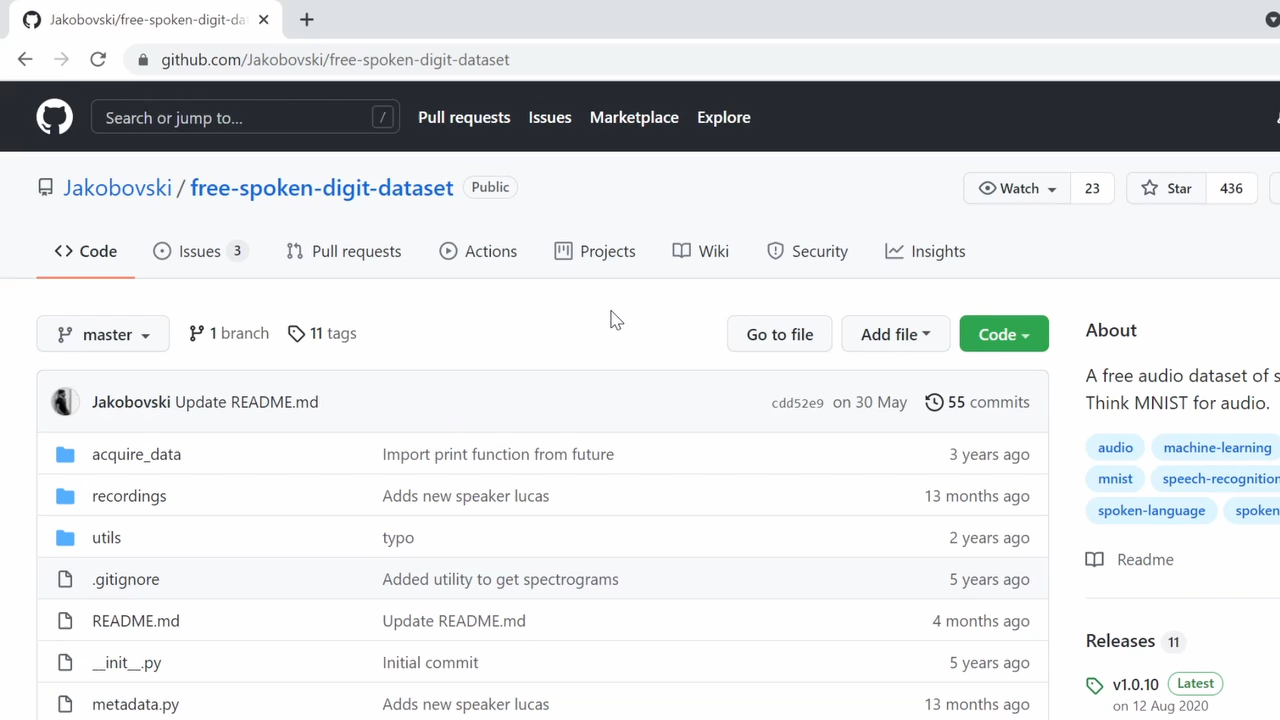 Jakobovski/free-spoken-digit-da
github.com/Jakobovski/free-spoken-digit-dataset
Search or jump to... / Pull requests Issues Marketplace Explore
Jakobovski / free-spoken-digit-dataset Public Watch 23 Star 436
Code Issues 3 Pull requests Actions Projects Wiki Security Insights
master 1 branch 11 tags Go to file Add file Code
About
A free audio dataset of s
Think MNIST for audio.
audio machine-learning
mnist speech-recognition
spoken-language spoken
Readme
Releases 11
v1.0.10 Latest
on 12 Aug 2020
Jakobovski Update README.md cdd52e9 on 30 May 55 commits
acquire_data Import print function from future 3 years ago
recordings Adds new speaker lucas 13 months ago
utils typo 2 years ago
.gitignore Added utility to get spectrograms 5 years ago
README.md Update README.md 4 months ago
__init__.py Initial commit 5 years ago
metadata.py Adds new speaker lucas 13 months ago